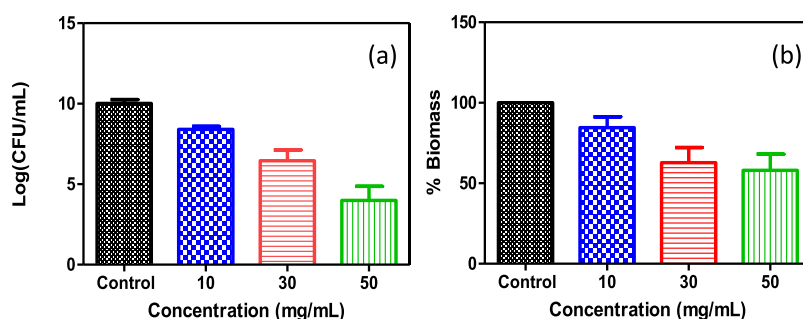 (a)
Log(CFU/mL)
15
10
5
0
Control 10 30 50
Concentration (mg/mL)
(b)
% Biomass
150
100
50
0
Control 10 30 50
Concentration (mg/mL)